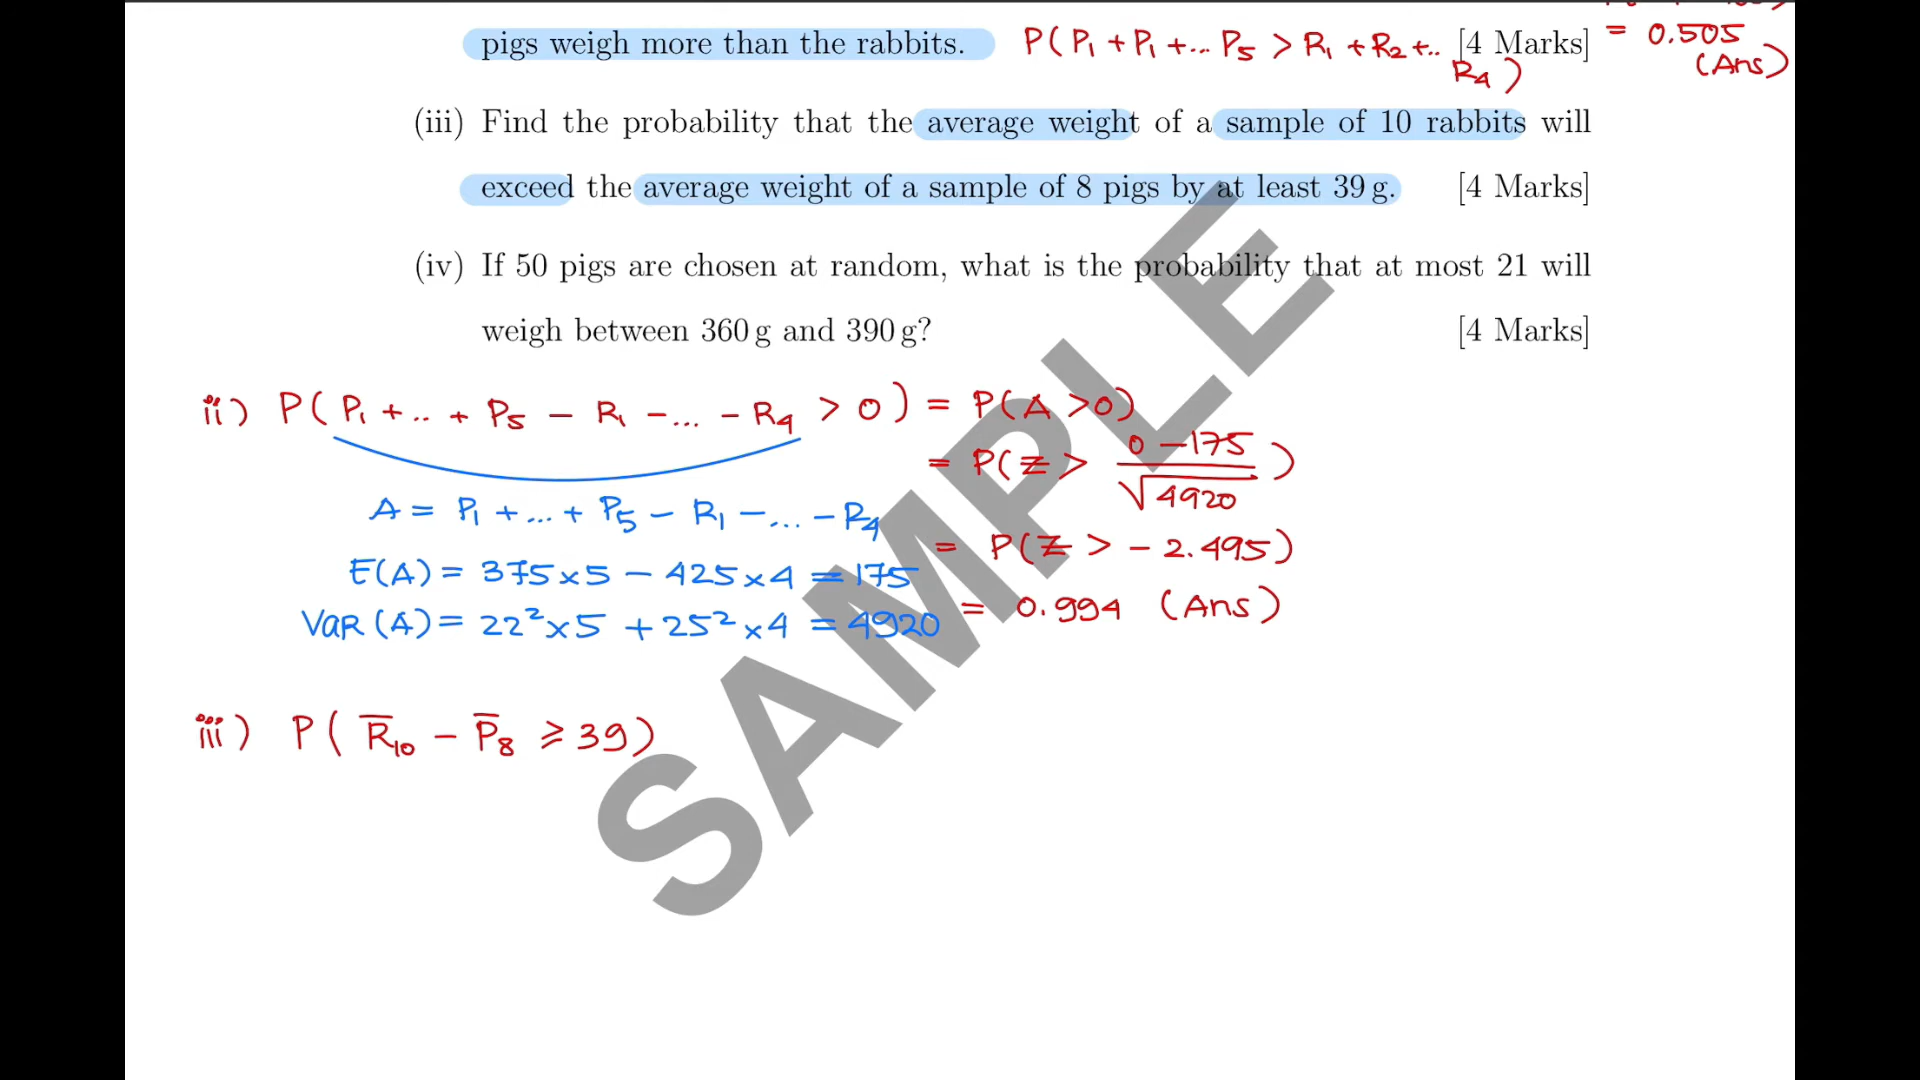 pigs weigh more than the rabbits. P(P₁ + P₁ + ... P₅ > R₁ + R₂ + .. R₄) [4 Marks] = 0.505
(Ans)
(iii) Find the probability that the average weight of a sample of 10 rabbits will
exceed the average weight of a sample of 8 pigs by at least 39 g. [4 Marks]
(iv) If 50 pigs are chosen at random, what is the probability that at most 21 will
weigh between 360 g and 390 g? [4 Marks]
ii) P(P₁ + .. + P₅ − R₁ − ... − R₄ > 0) = P(A > 0)
= P(Z > (0 − 175)/√4920)
A = P₁ + ... + P₅ − R₁ − ... − R₄
= P(Z > − 2.495)
E(A) = 375 × 5 − 425 × 4 = 175
= 0.994 (Ans)
Var(A) = 22² × 5 + 25² × 4 = 4920
iii) P(R̄₁₀ − P̄₈ ⩾ 39)
SAMPLE